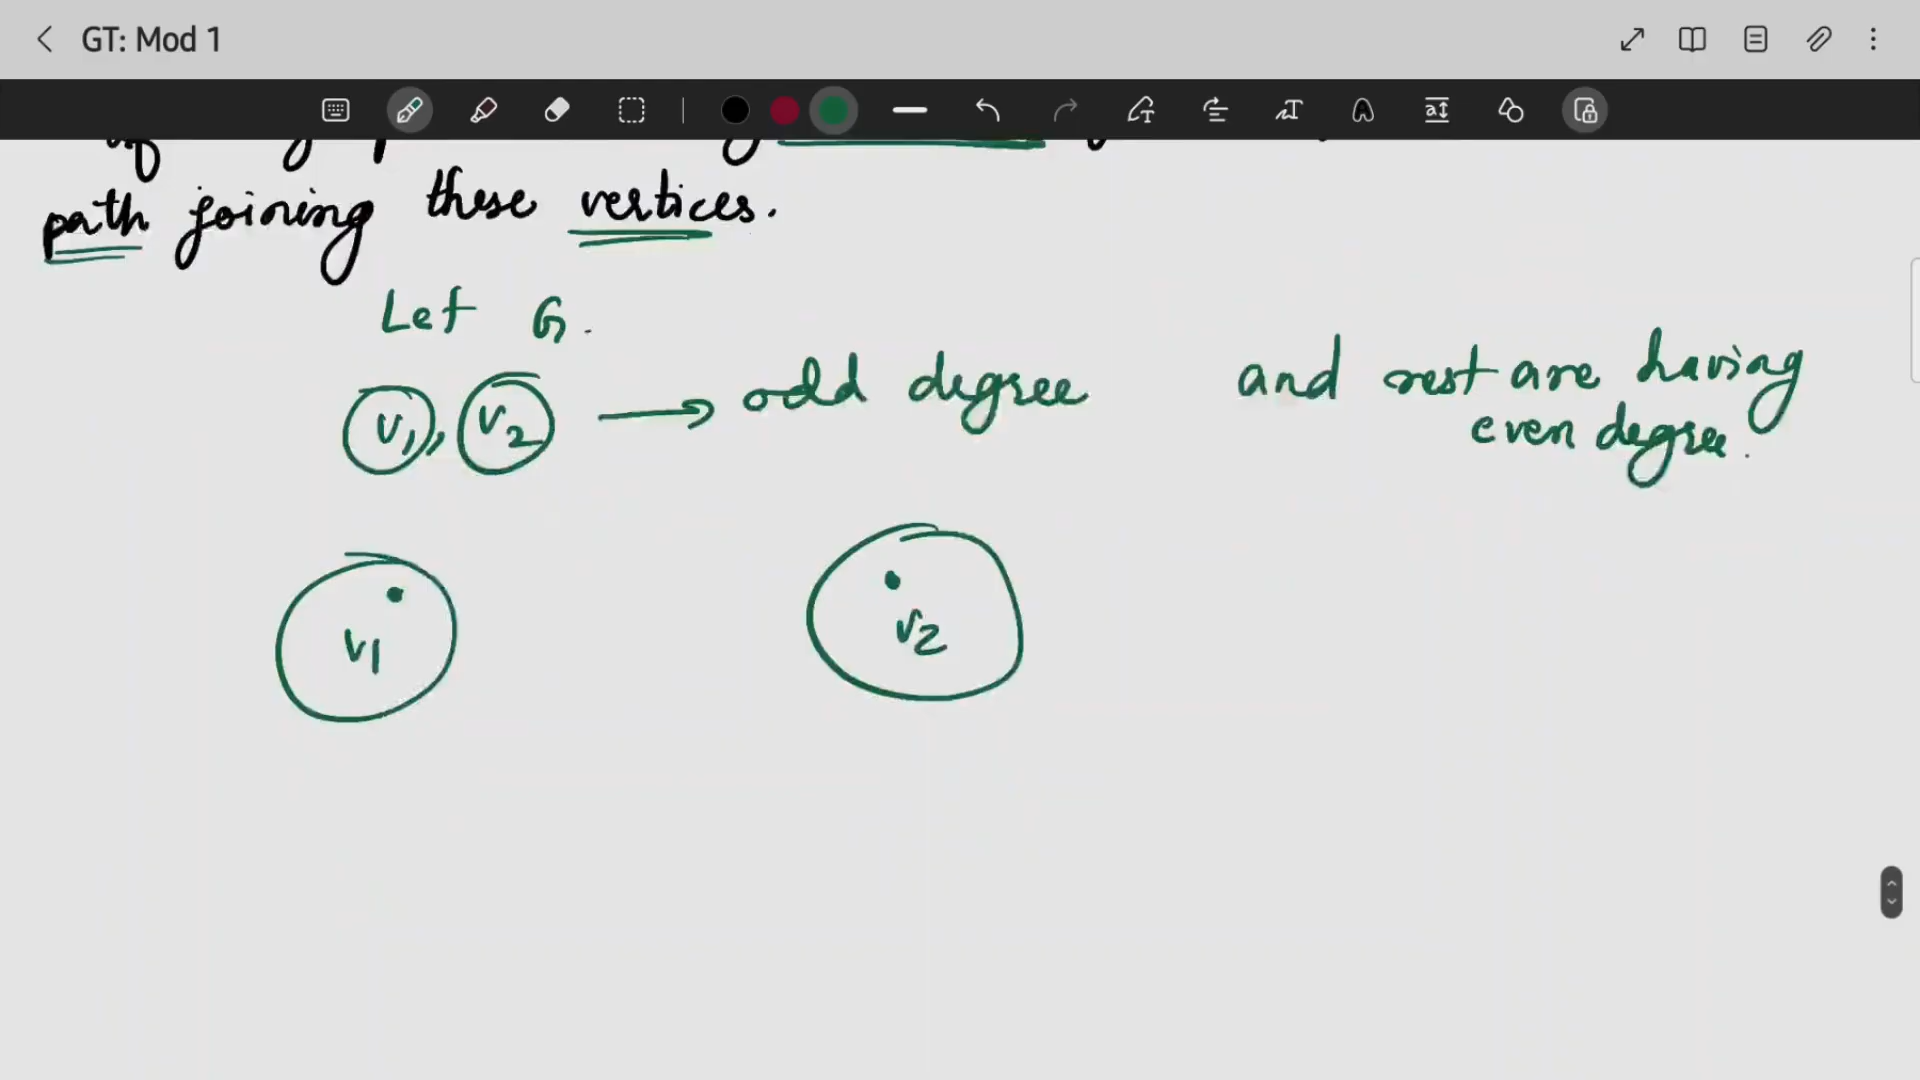 GT: Mod 1
path joining these vertices.
Let G.
v1, v2 → odd degree and rest are having
even degree.
v1 v2